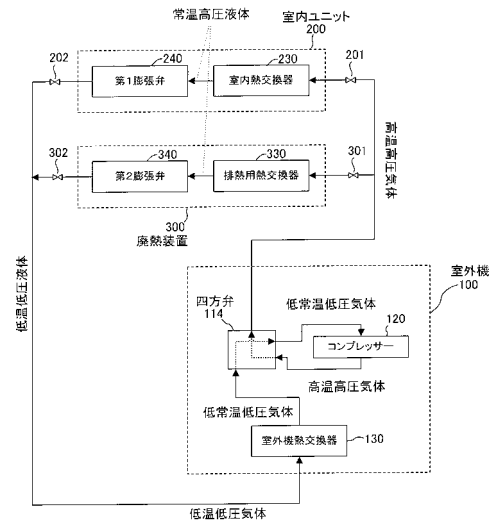 常温高圧液体
室内ユニット
200
202
240
230
201
第1膨張弁
室内熱交換器
302
340
330
301
第2膨張弁
排熱用熱交換器
300
廃熱装置
高温高圧気体
低温低圧液体
室外機
100
四方弁
114
低常温低圧気体
120
コンプレッサー
高温高圧気体
低常温低圧気体
室外機熱交換器
130
低温低圧気体